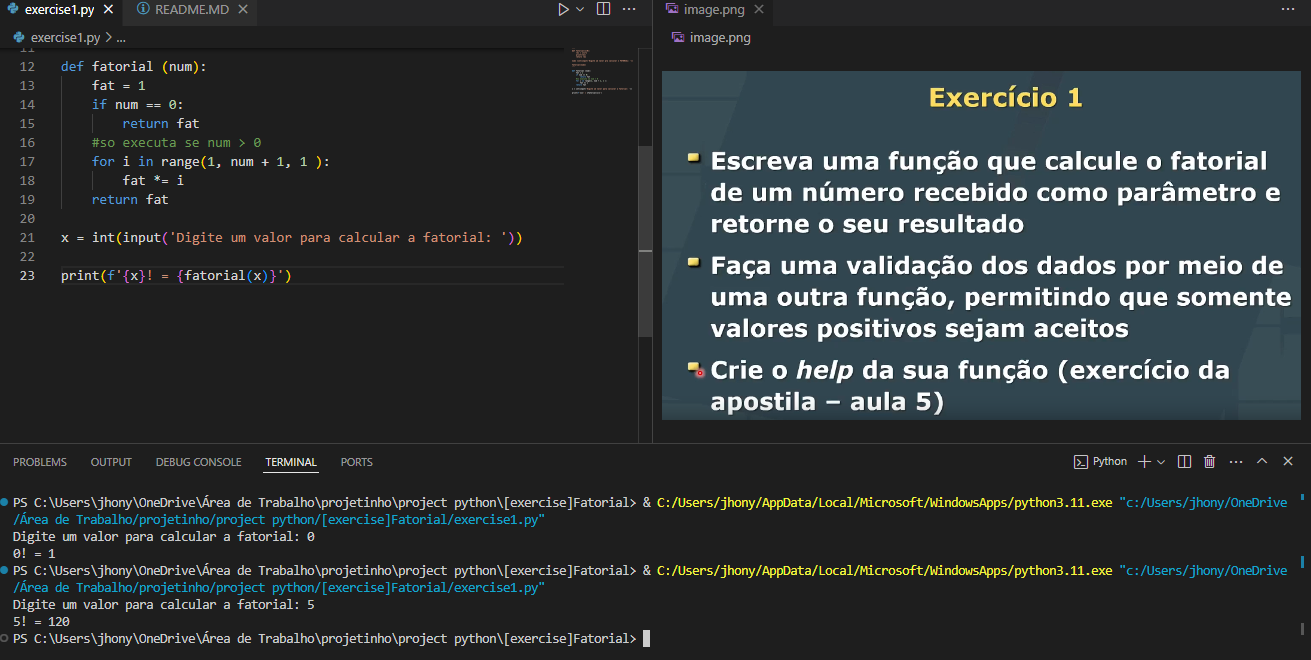 exercise1.py
README.MD
exercise1.py > ...
11
12 def fatorial (num):
13 fat = 1
14 if num == 0:
15 return fat
16 #so executa se num > 0
17 for i in range(1, num + 1, 1 ):
18 fat *= i
19 return fat
20
21 x = int(input('Digite um valor para calcular a fatorial: '))
22
23 print(f'{x}! = {fatorial(x)}')
image.png
image.png
Exercício 1
Escreva uma função que calcule o fatorial
de um número recebido como parâmetro e
retorne o seu resultado
Faça uma validação dos dados por meio de
uma outra função, permitindo que somente
valores positivos sejam aceitos
Crie o help da sua função (exercício da
apostila – aula 5)
PROBLEMS OUTPUT DEBUG CONSOLE TERMINAL PORTS
Python
PS C:\Users\jhony\OneDrive\Área de Trabalho\projetinho\project python\[exercise]Fatorial> & C:/Users/jhony/AppData/Local/Microsoft/WindowsApps/python3.11.exe "c:/Users/jhony/OneDrive
/Área de Trabalho/projetinho/project python/[exercise]Fatorial/exercise1.py"
Digite um valor para calcular a fatorial: 0
0! = 1
PS C:\Users\jhony\OneDrive\Área de Trabalho\projetinho\project python\[exercise]Fatorial> & C:/Users/jhony/AppData/Local/Microsoft/WindowsApps/python3.11.exe "c:/Users/jhony/OneDrive
/Área de Trabalho/projetinho/project python/[exercise]Fatorial/exercise1.py"
Digite um valor para calcular a fatorial: 5
5! = 120
PS C:\Users\jhony\OneDrive\Área de Trabalho\projetinho\project python\[exercise]Fatorial>